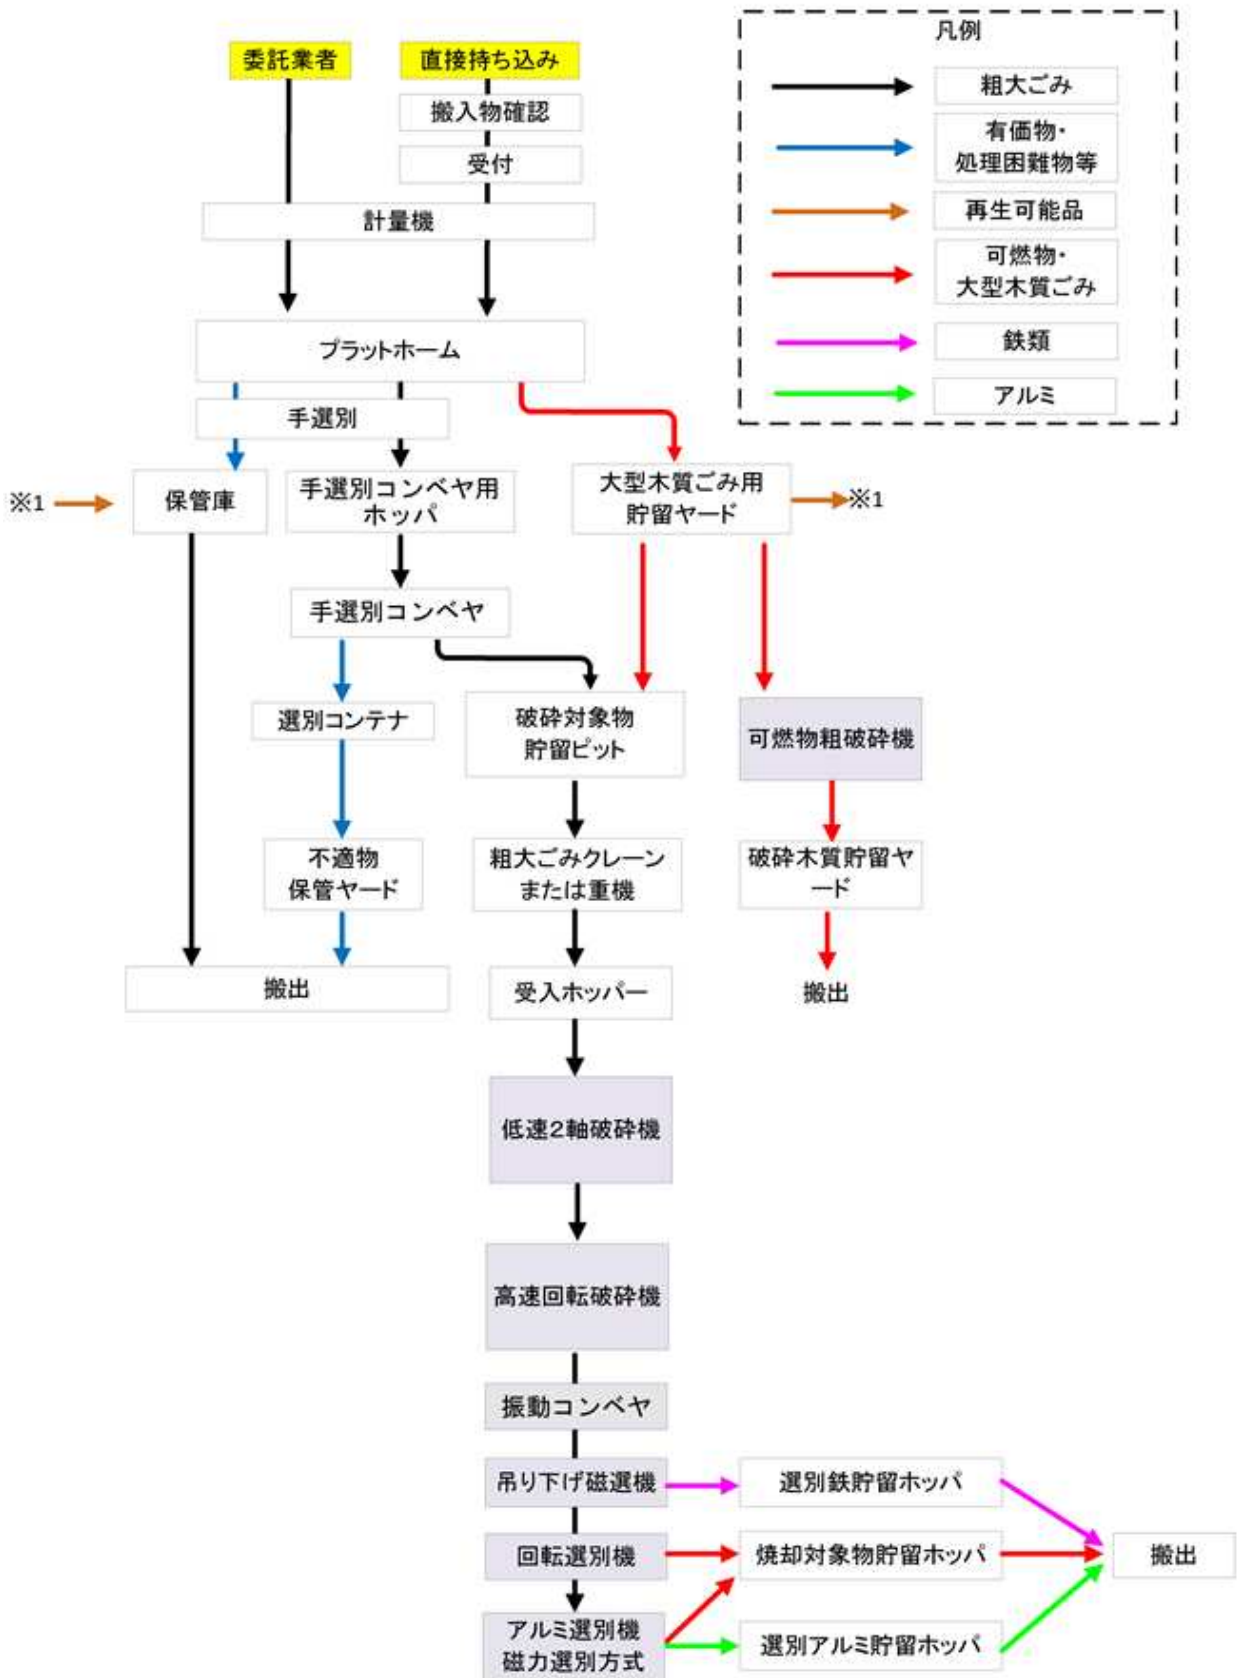 委託業者
直接持ち込み
搬入物確認
受付
計量機
プラットホーム
手選別
※1
保管庫
手選別コンベヤ用
ホッパ
大型木質ごみ用
貯留ヤード
※1
手選別コンベヤ
選別コンテナ
破砕対象物
貯留ピット
可燃物粗破砕機
不適物
保管ヤード
粗大ごみクレーン
または重機
破砕木質貯留ヤ
ード
搬出
受入ホッパー
搬出
低速2軸破砕機
高速回転破砕機
振動コンベヤ
吊り下げ磁選機
選別鉄貯留ホッパ
回転選別機
焼却対象物貯留ホッパ
搬出
アルミ選別機
磁力選別方式
選別アルミ貯留ホッパ
凡例
粗大ごみ
有価物・
処理困難物等
再生可能品
可燃物・
大型木質ごみ
鉄類
アルミ